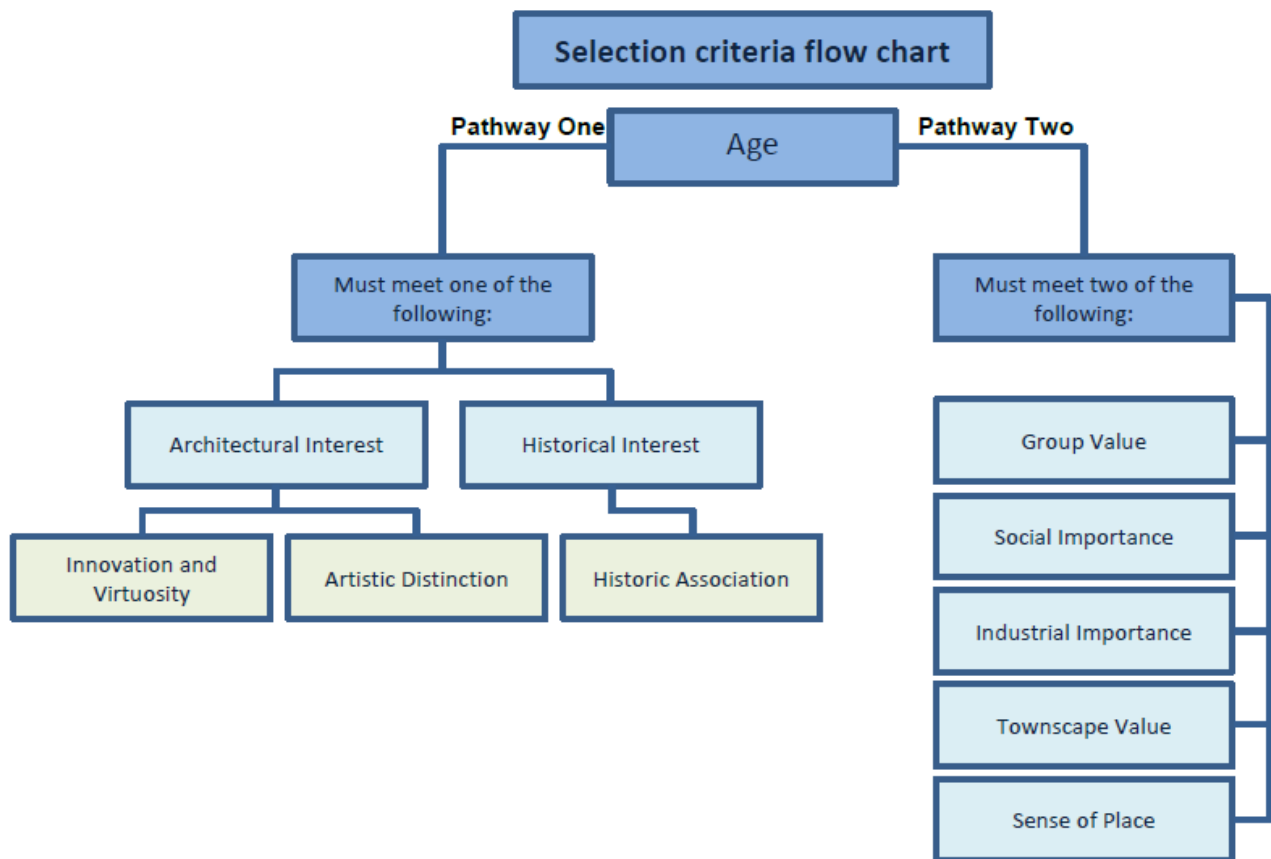 Selection criteria flow chart
Pathway One
Age
Pathway Two
Must meet one of the
following:
Must meet two of the
following:
Architectural Interest
Historical Interest
Group Value
Innovation and
Virtuosity
Artistic Distinction
Historic Association
Social Importance
Industrial Importance
Townscape Value
Sense of Place